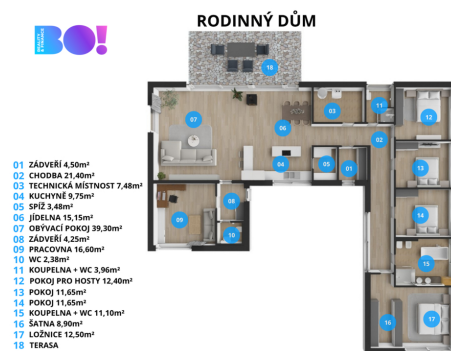 RODINNÝ DŮM
BO!
REALITY
& FINANCE
01 ZÁDVEŘÍ 4,50m²
02 CHODBA 21,40m²
03 TECHNICKÁ MÍSTNOST 7,48m²
04 KUCHYNĚ 9,75m²
05 SPÍŽ 3,48m²
06 JÍDELNA 15,15m²
07 OBÝVACÍ POKOJ 39,30m²
08 ZÁDVEŘÍ 4,25m²
09 PRACOVNA 16,60m²
10 WC 2,38m²
11 KOUPELNA + WC 3,96m²
12 POKOJ PRO HOSTY 12,40m²
13 POKOJ 11,65m²
14 POKOJ 11,65m²
15 KOUPELNA + WC 11,10m²
16 ŠATNA 8,90m²
17 LOŽNICE 12,50m²
18 TERASA
18
03
11
07
06
12
02
04
05
01
13
08
09
14
10
15
16
17